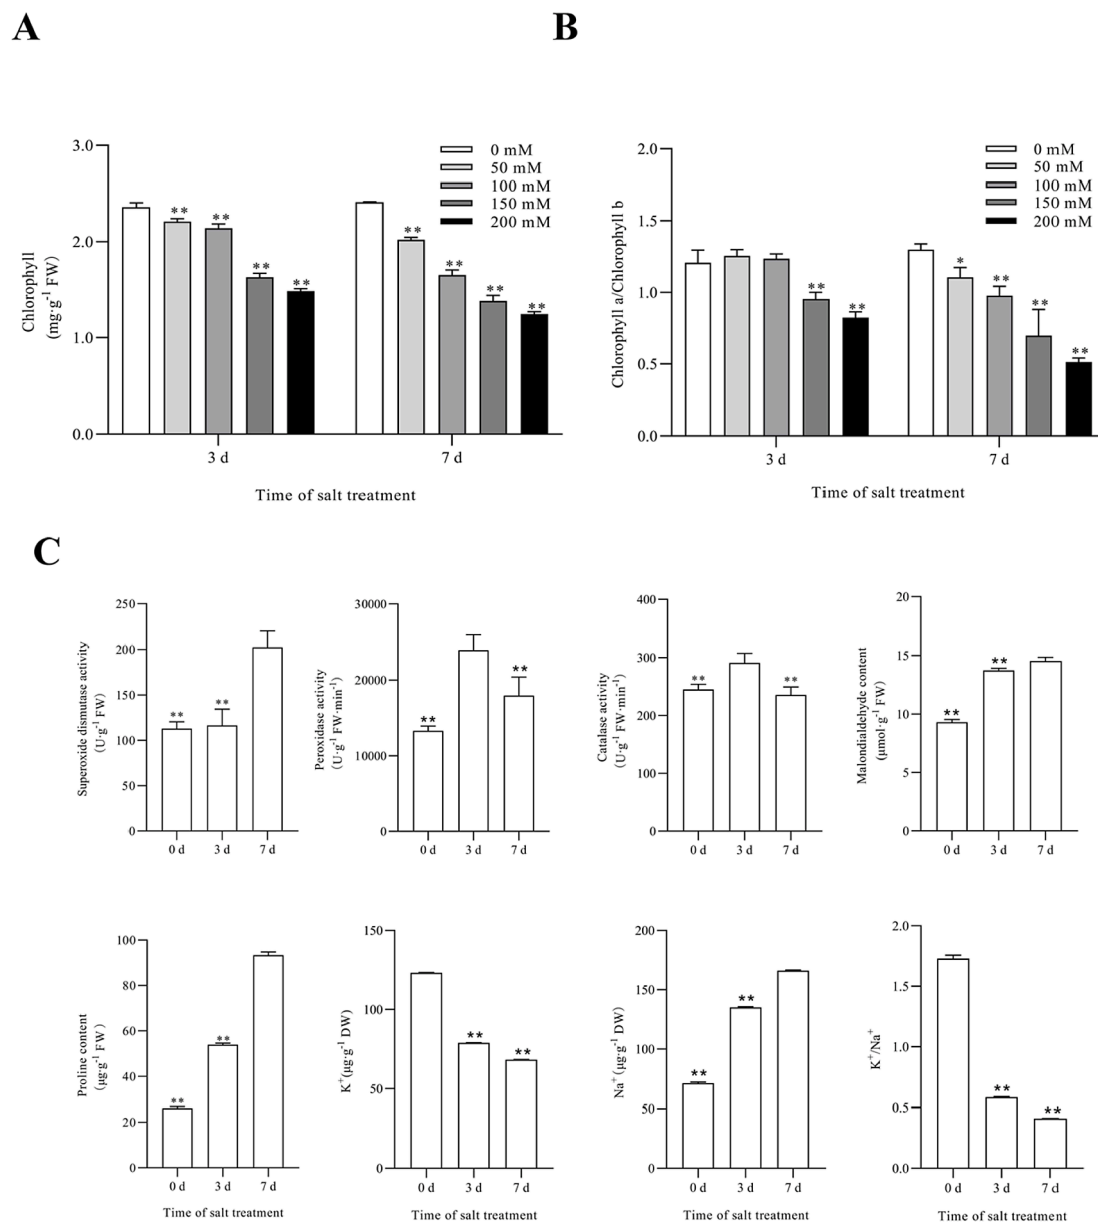 A
B
3.0
2.0
1.0
0.0
Chlorophyll
(mg·g⁻¹ FW)
0 mM
50 mM
100 mM
150 mM
200 mM
** ** ** **
** ** ** **
3 d
7 d
Time of salt treatment
2.0
1.5
1.0
0.5
0.0
Chlorophyll a/Chlorophyll b
0 mM
50 mM
100 mM
150 mM
200 mM
** **
* ** ** **
3 d
7 d
Time of salt treatment
C
250
200
150
100
50
0
Superoxide dismutase activity
(U·g⁻¹ FW)
** **
0 d 3 d 7 d
30000
20000
10000
0
Peroxidase activity
(U·g⁻¹ FW·min⁻¹)
** **
0 d 3 d 7 d
400
300
200
100
0
Catalase activity
(U·g⁻¹ FW·min⁻¹)
** **
0 d 3 d 7 d
20
15
10
5
0
Malondialdehyde content
(μmol·g⁻¹ FW)
** **
0 d 3 d 7 d
100
80
60
40
20
0
Proline content
(μg·g⁻¹ FW)
** **
0 d 3 d 7 d
Time of salt treatment
150
100
50
0
K⁺(μg·g⁻¹ DW)
** **
0 d 3 d 7 d
Time of salt treatment
200
150
100
50
0
Na⁺(μg·g⁻¹ DW)
** **
0 d 3 d 7 d
Time of salt treatment
2.0
1.5
1.0
0.5
0.0
K⁺/Na⁺
** **
0 d 3 d 7 d
Time of salt treatment